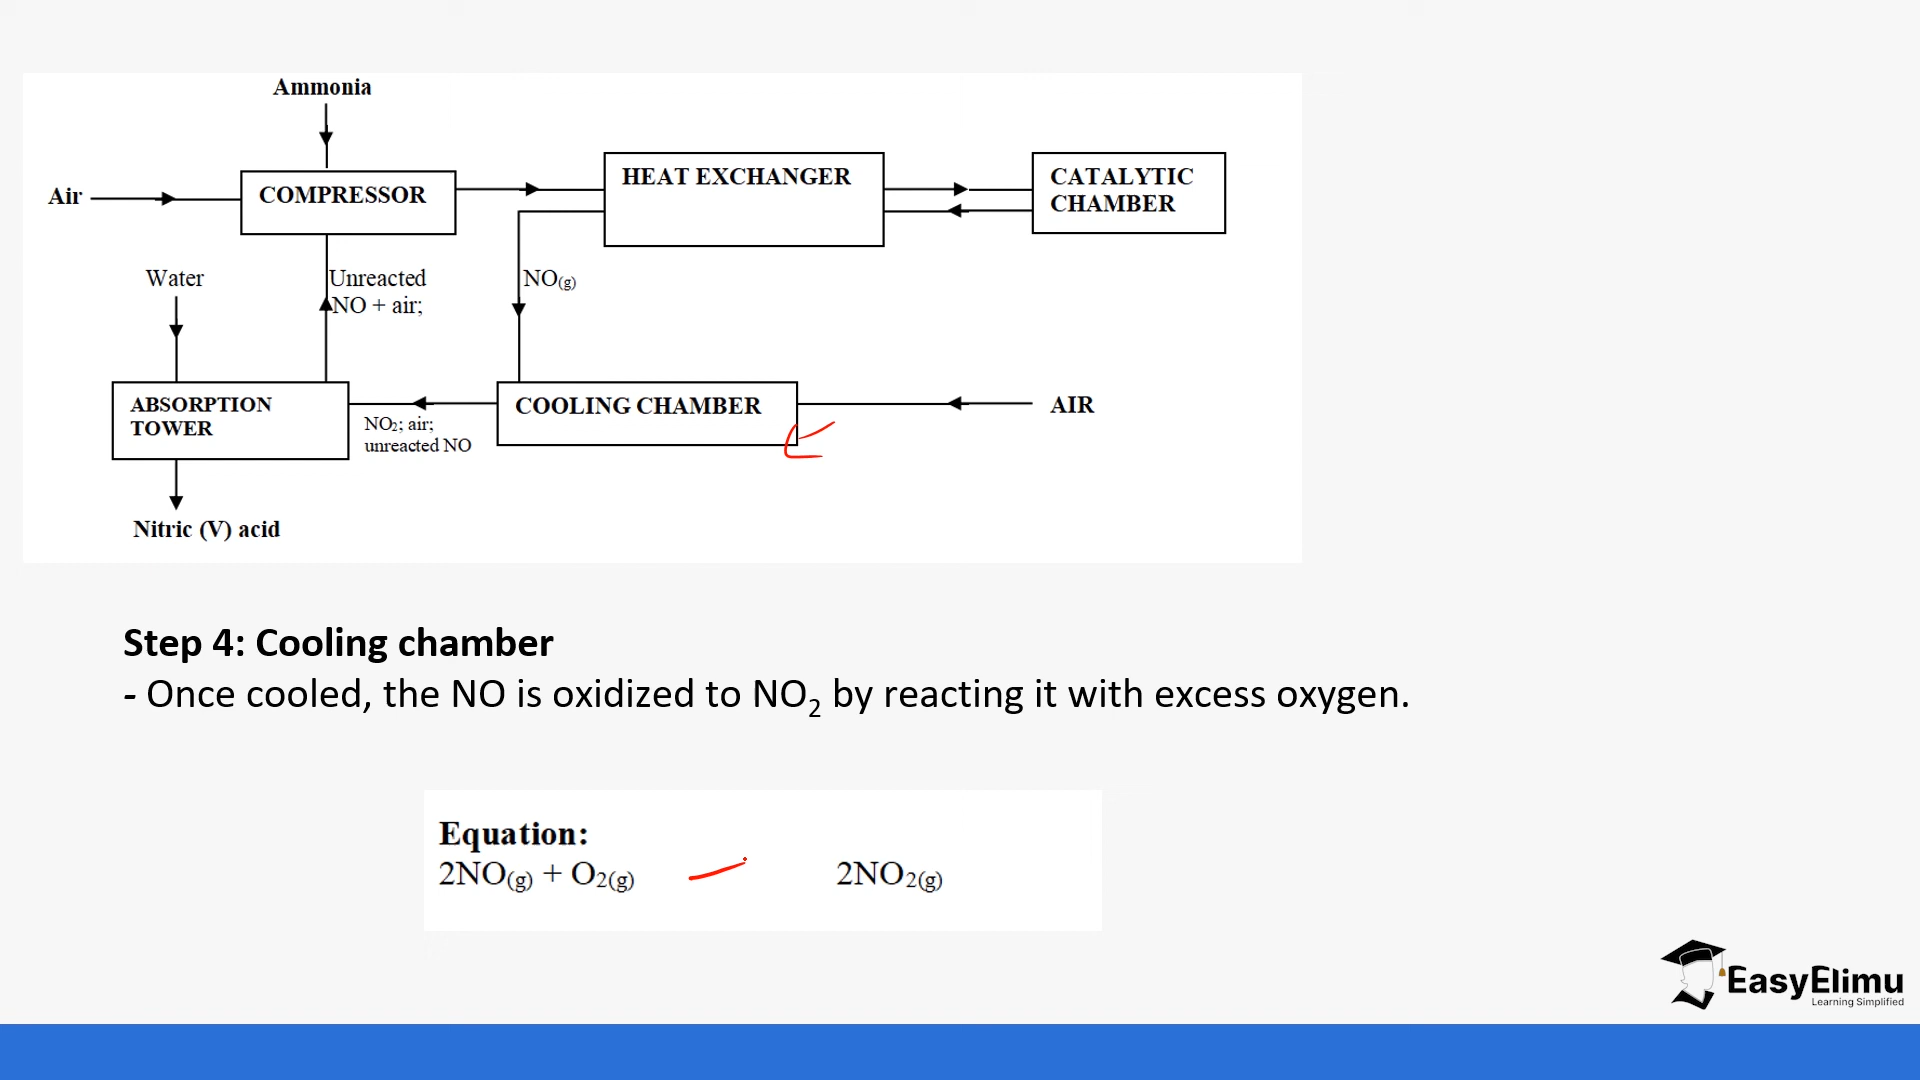 Ammonia
Air
COMPRESSOR
HEAT EXCHANGER
CATALYTIC
CHAMBER
Water
Unreacted
NO + air;
NO(g)
ABSORPTION
TOWER
NO₂; air;
unreacted NO
COOLING CHAMBER
AIR
Nitric (V) acid
Step 4: Cooling chamber
- Once cooled, the NO is oxidized to NO₂ by reacting it with excess oxygen.
Equation:
2NO(g) + O2(g) 2NO2(g)
EasyElimu
Learning Simplified